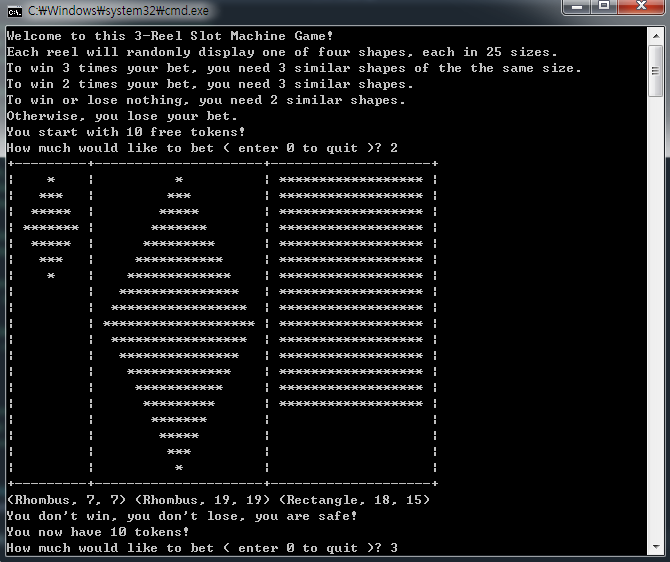 C:₩Windows₩system32₩cmd.exe
Welcome to this 3-Reel Slot Machine Game!
Each reel will randomly display one of four shapes, each in 25 sizes.
To win 3 times your bet, you need 3 similar shapes of the the same size.
To win 2 times your bet, you need 3 similar shapes.
To win or lose nothing, you need 2 similar shapes.
Otherwise, you lose your bet.
You start with 10 free tokens!
How much would like to bet ( enter 0 to quit )? 2
+----------+---------------------+--------------------+
¦     *    ¦           *         ¦ ****************** ¦
¦    ***   ¦          ***        ¦ ****************** ¦
¦   *****  ¦         *****       ¦ ****************** ¦
¦  ******* ¦        *******      ¦ ****************** ¦
¦   *****  ¦       *********     ¦ ****************** ¦
¦    ***   ¦      ***********    ¦ ****************** ¦
¦     *    ¦     *************   ¦ ****************** ¦
¦          ¦    ***************  ¦ ****************** ¦
¦          ¦   ***************** ¦ ****************** ¦
¦          ¦ ******************* ¦ ****************** ¦
¦          ¦  *****************  ¦ ****************** ¦
¦          ¦   ***************   ¦ ****************** ¦
¦          ¦    *************    ¦ ****************** ¦
¦          ¦     ***********     ¦ ****************** ¦
¦          ¦      *********      ¦ ****************** ¦
¦          ¦       *******       ¦                    ¦
¦          ¦        *****        ¦                    ¦
¦          ¦         ***         ¦                    ¦
¦          ¦          *          ¦                    ¦
+----------+---------------------+--------------------+
(Rhombus, 7, 7) (Rhombus, 19, 19) (Rectangle, 18, 15)
You don't win, you don't lose, you are safe!
You now have 10 tokens!
How much would like to bet ( enter 0 to quit )? 3